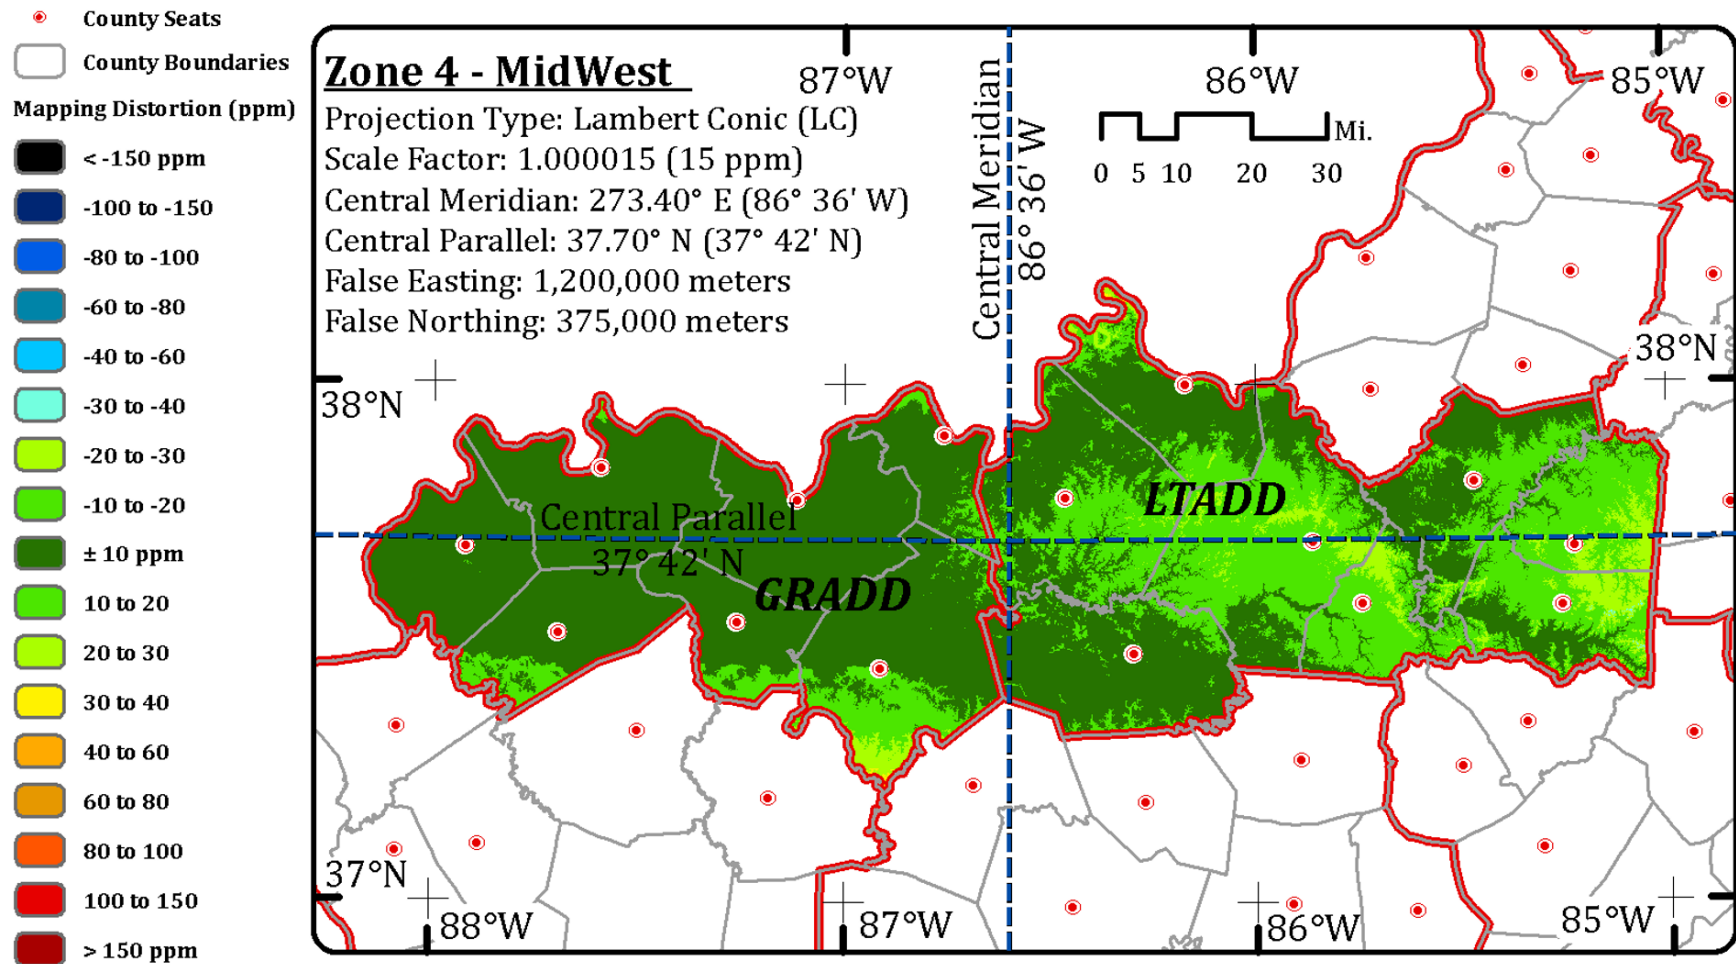 County Seats
County Boundaries
Mapping Distortion (ppm)
< -150 ppm
-100 to -150
-80 to -100
-60 to -80
-40 to -60
-30 to -40
-20 to -30
-10 to -20
± 10 ppm
10 to 20
20 to 30
30 to 40
40 to 60
60 to 80
80 to 100
100 to 150
> 150 ppm
Zone 4 - MidWest
Projection Type: Lambert Conic (LC)
Scale Factor: 1.000015 (15 ppm)
Central Meridian: 273.40° E (86° 36' W)
Central Parallel: 37.70° N (37° 42' N)
False Easting: 1,200,000 meters
False Northing: 375,000 meters
87°W
Central Meridian
86° 36' W
86°W
85°W
Mi.
0 5 10 20 30
38°N
38°N
Central Parallel
37° 42' N
GRADD
LTADD
37°N
88°W
87°W
86°W
85°W